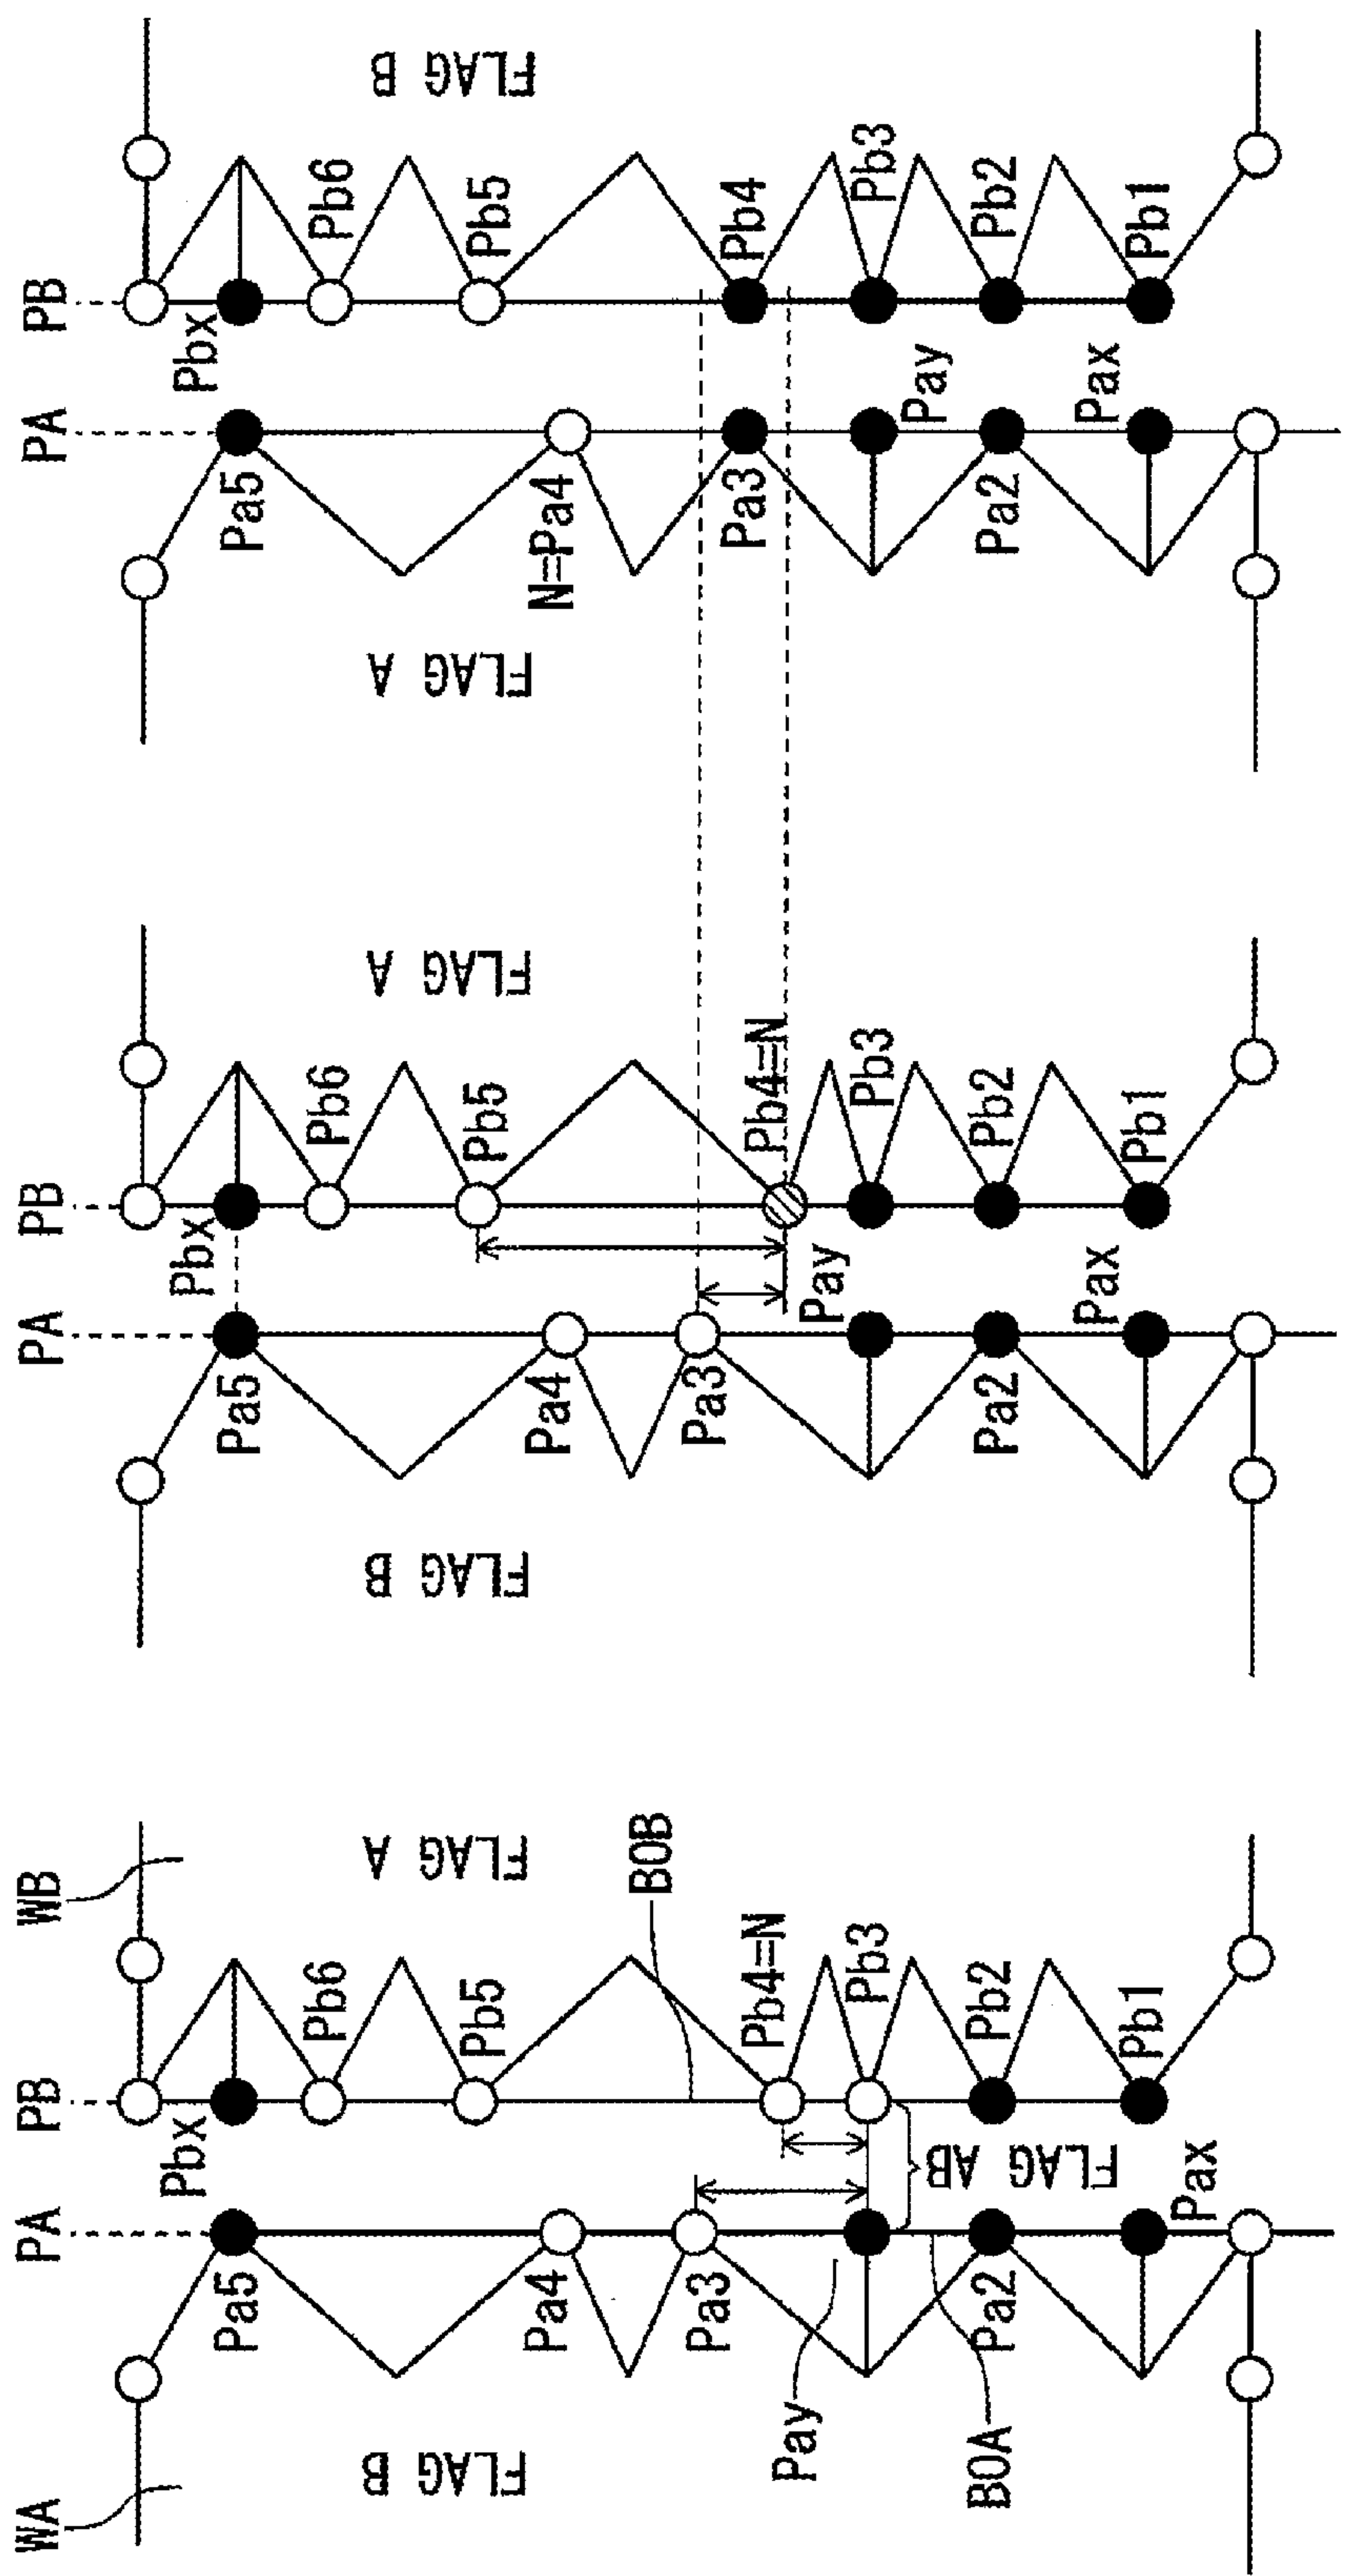 WA
PA
PB
WB
FLAG B
Pa5
Pbx
Pb6
FLAG A
Pa4
Pb5
BOB
Pa3
Pb4=N
Pay
Pb3
FLAG AB
BOA
Pa2
Pb2
Pax
Pb1
PA
PB
FLAG B
Pa5
Pbx
Pb6
FLAG A
Pa4
Pb5
Pa3
Pb4=N
Pay
Pb3
Pa2
Pb2
Pax
Pb1
PA
PB
FLAG A
Pa5
Pbx
Pb6
FLAG B
N=Pa4
Pb5
Pa3
Pb4
Pay
Pb3
Pa2
Pb2
Pax
Pb1